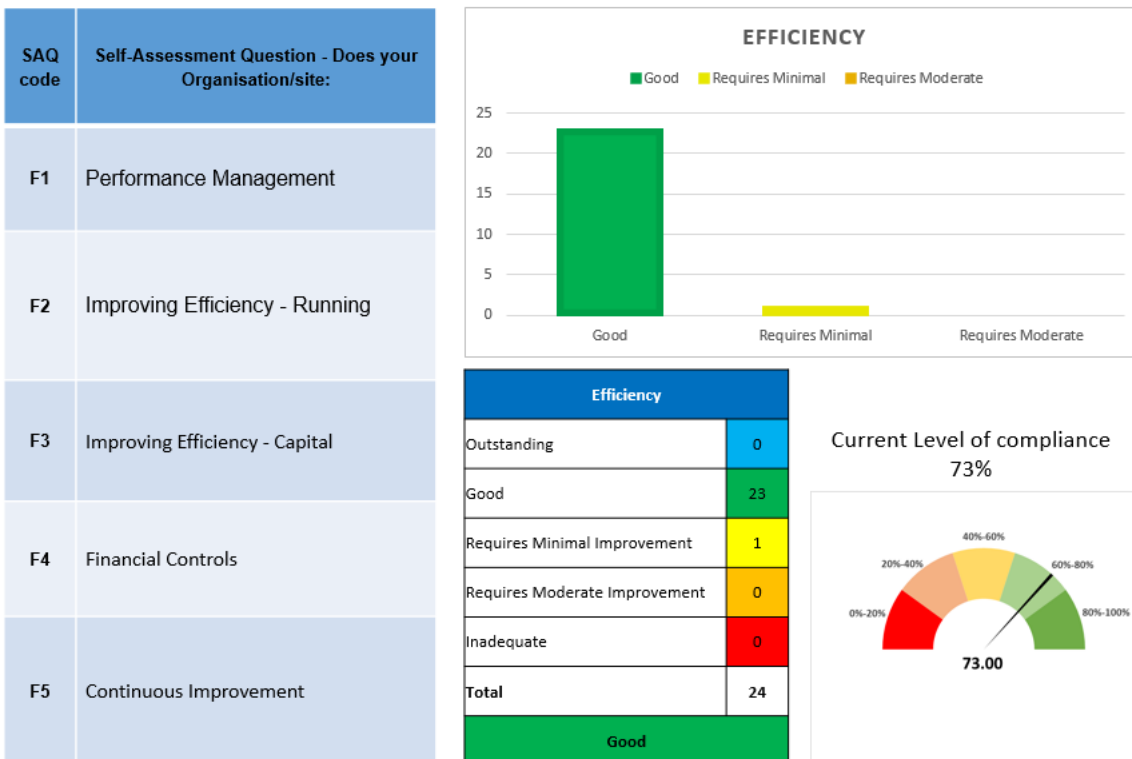 SAQ code
Self-Assessment Question - Does your Organisation/site:
F1
Performance Management
F2
Improving Efficiency - Running
F3
Improving Efficiency - Capital
F4
Financial Controls
F5
Continuous Improvement
EFFICIENCY
Good Requires Minimal Requires Moderate
25
20
15
10
5
0
Good Requires Minimal Requires Moderate
Efficiency
Outstanding 0
Good 23
Requires Minimal Improvement 1
Requires Moderate Improvement 0
Inadequate 0
Total 24
Good
Current Level of compliance
73%
0%-20%
20%-40%
40%-60%
60%-80%
80%-100%
73.00